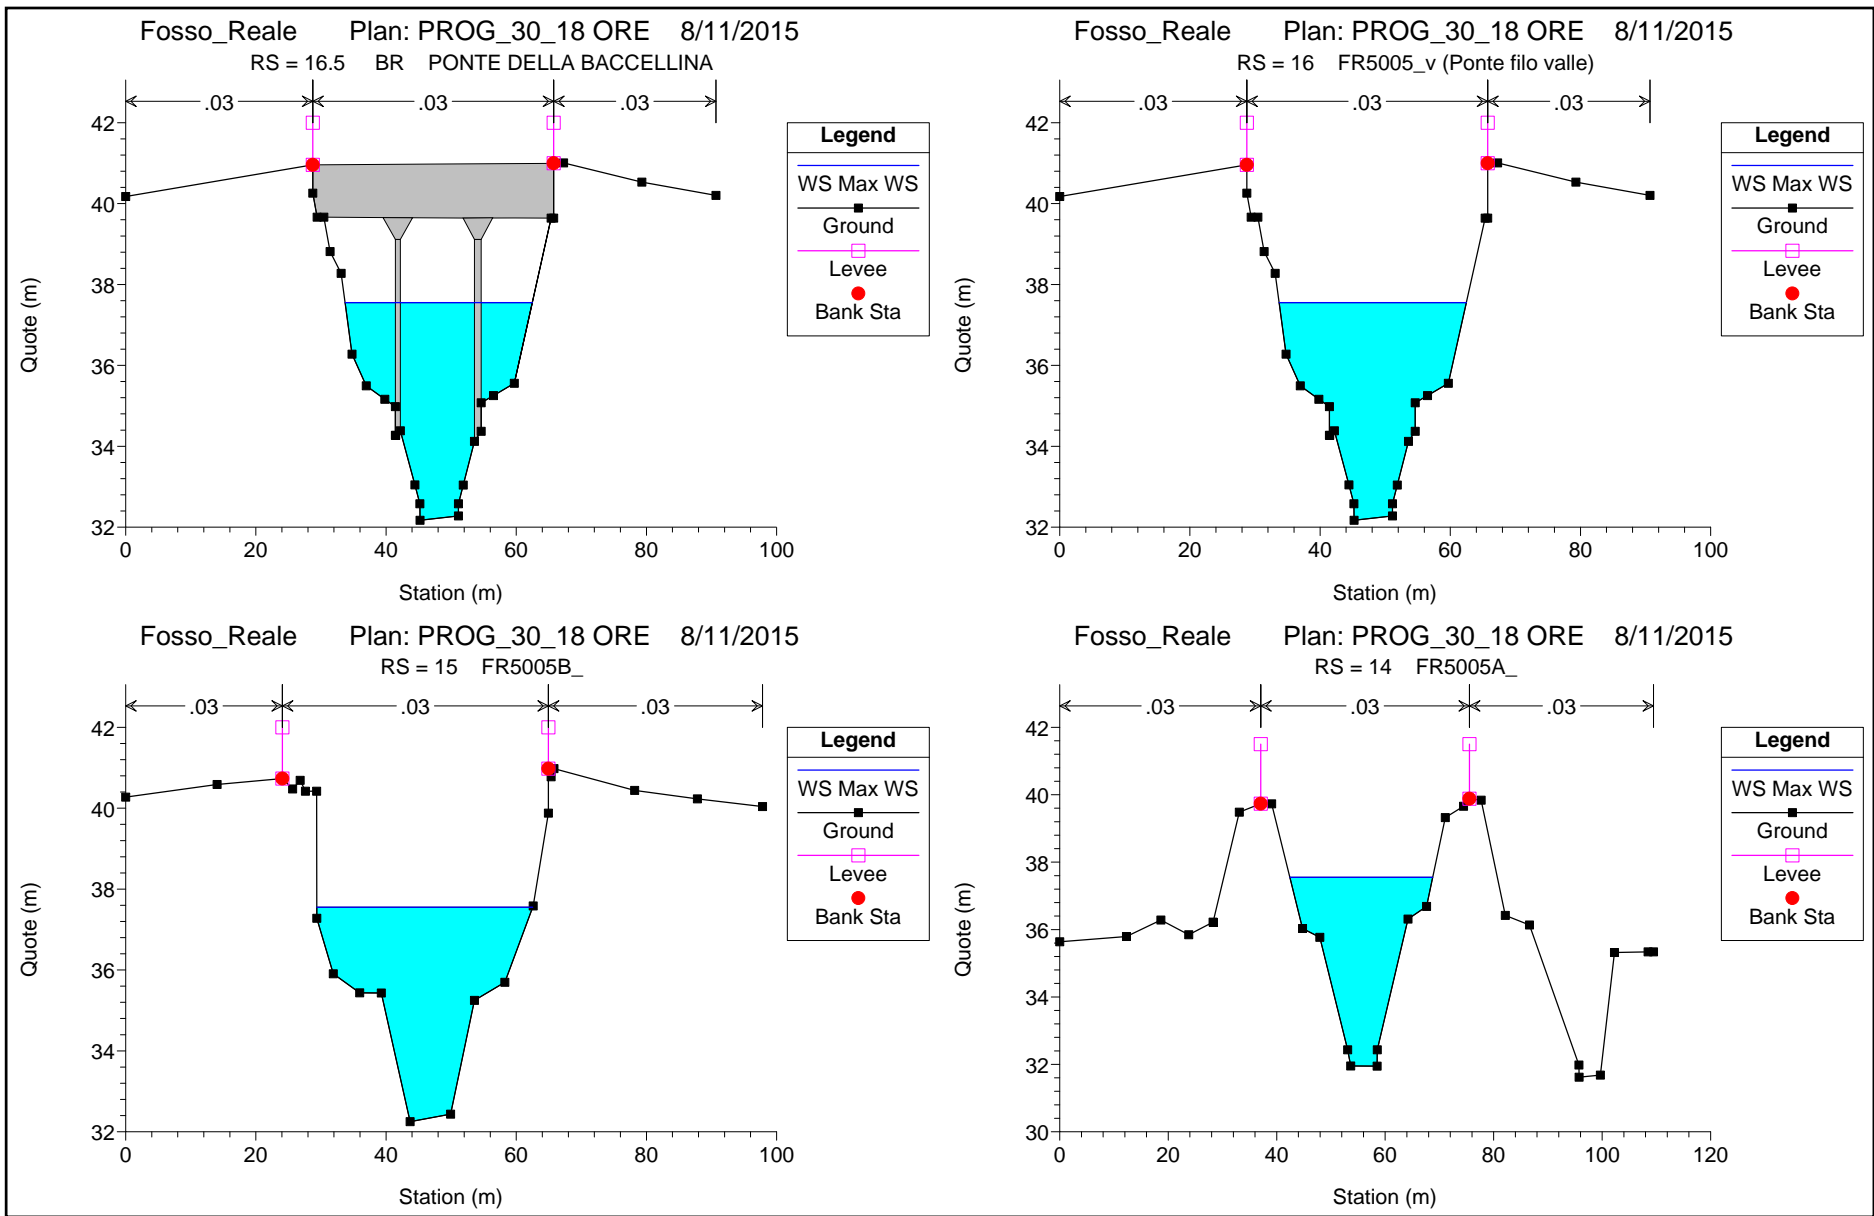 Fosso_Reale Plan: PROG_30_18 ORE 8/11/2015
RS = 16.5 BR PONTE DELLA BACCELLINA
.03 .03 .03
42
40
38
36
34
32
0 20 40 60 80 100
Quote (m)
Station (m)
Legend
WS Max WS
Ground
Levee
Bank Sta
Fosso_Reale Plan: PROG_30_18 ORE 8/11/2015
RS = 16 FR5005_v (Ponte filo valle)
.03 .03 .03
42
40
38
36
34
32
0 20 40 60 80 100
Quote (m)
Station (m)
Legend
WS Max WS
Ground
Levee
Bank Sta
Fosso_Reale Plan: PROG_30_18 ORE 8/11/2015
RS = 15 FR5005B_
.03 .03 .03
42
40
38
36
34
32
0 20 40 60 80 100
Quote (m)
Station (m)
Legend
WS Max WS
Ground
Levee
Bank Sta
Fosso_Reale Plan: PROG_30_18 ORE 8/11/2015
RS = 14 FR5005A_
.03 .03 .03
42
40
38
36
34
32
30
0 20 40 60 80 100 120
Quote (m)
Station (m)
Legend
WS Max WS
Ground
Levee
Bank Sta